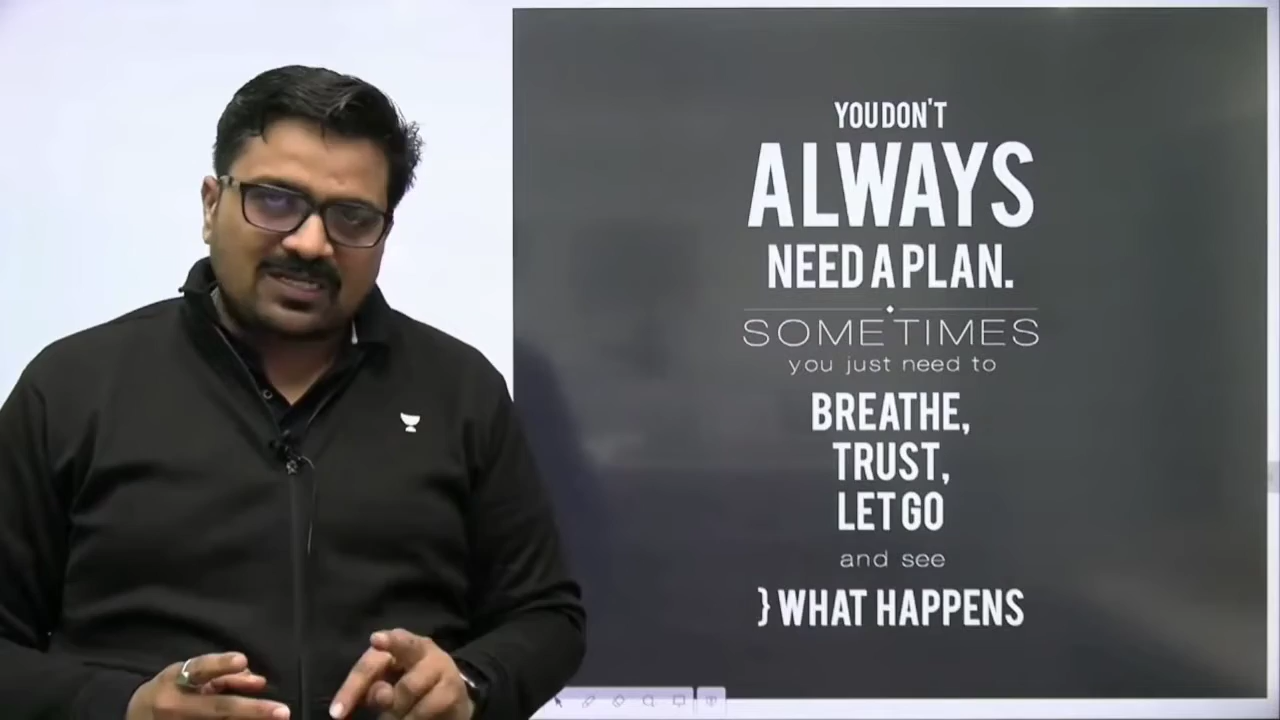 YOU DON'T
ALWAYS
NEED A PLAN.
SOMETIMES
you just need to
BREATHE,
TRUST,
LET GO
and see
} WHAT HAPPENS